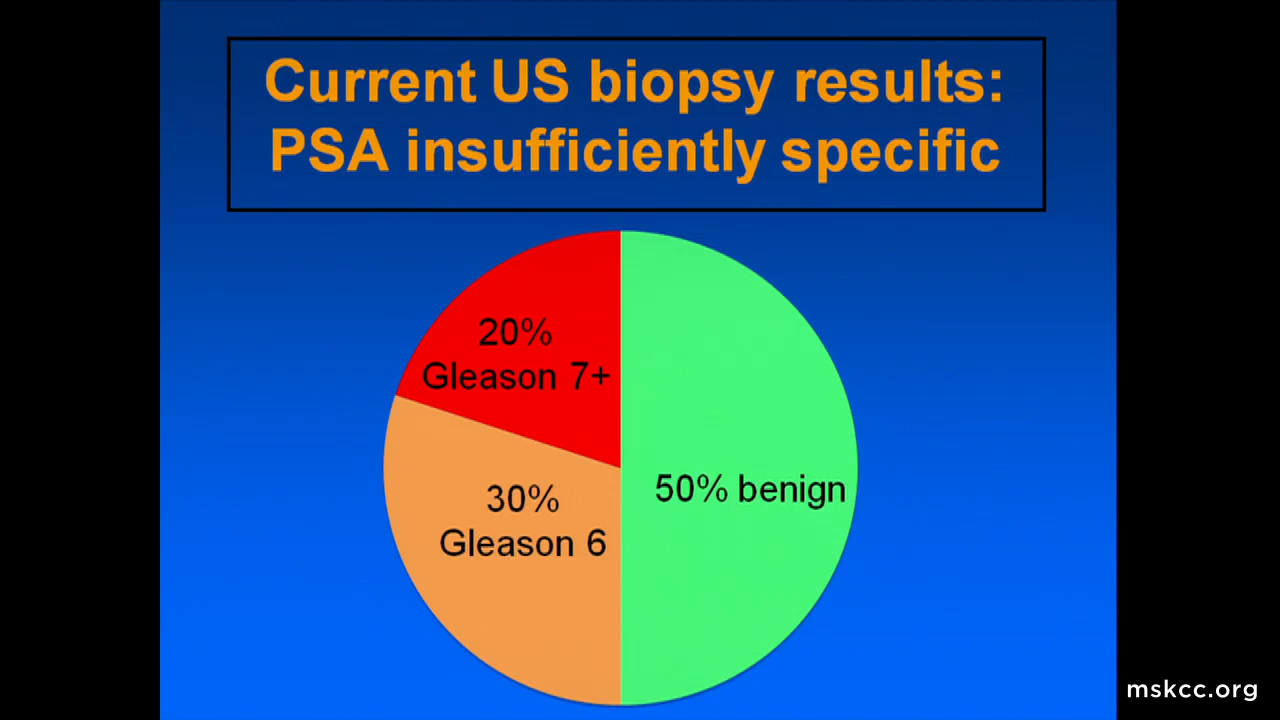 Current US biopsy results:
PSA insufficiently specific
20%
Gleason 7+
50% benign
30%
Gleason 6
mskcc.org